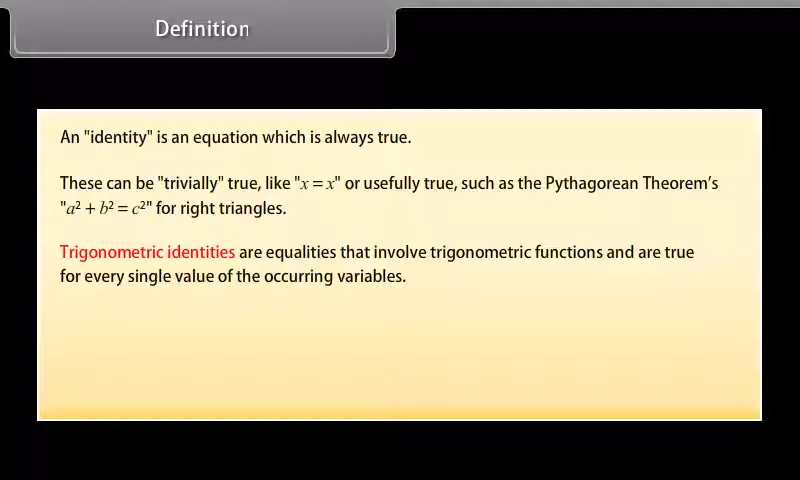 Definition
An "identity" is an equation which is always true.
These can be "trivially" true, like "x = x" or usefully true, such as the Pythagorean Theorem’s
"a² + b² = c²" for right triangles.
Trigonometric identities are equalities that involve trigonometric functions and are true
for every single value of the occurring variables.